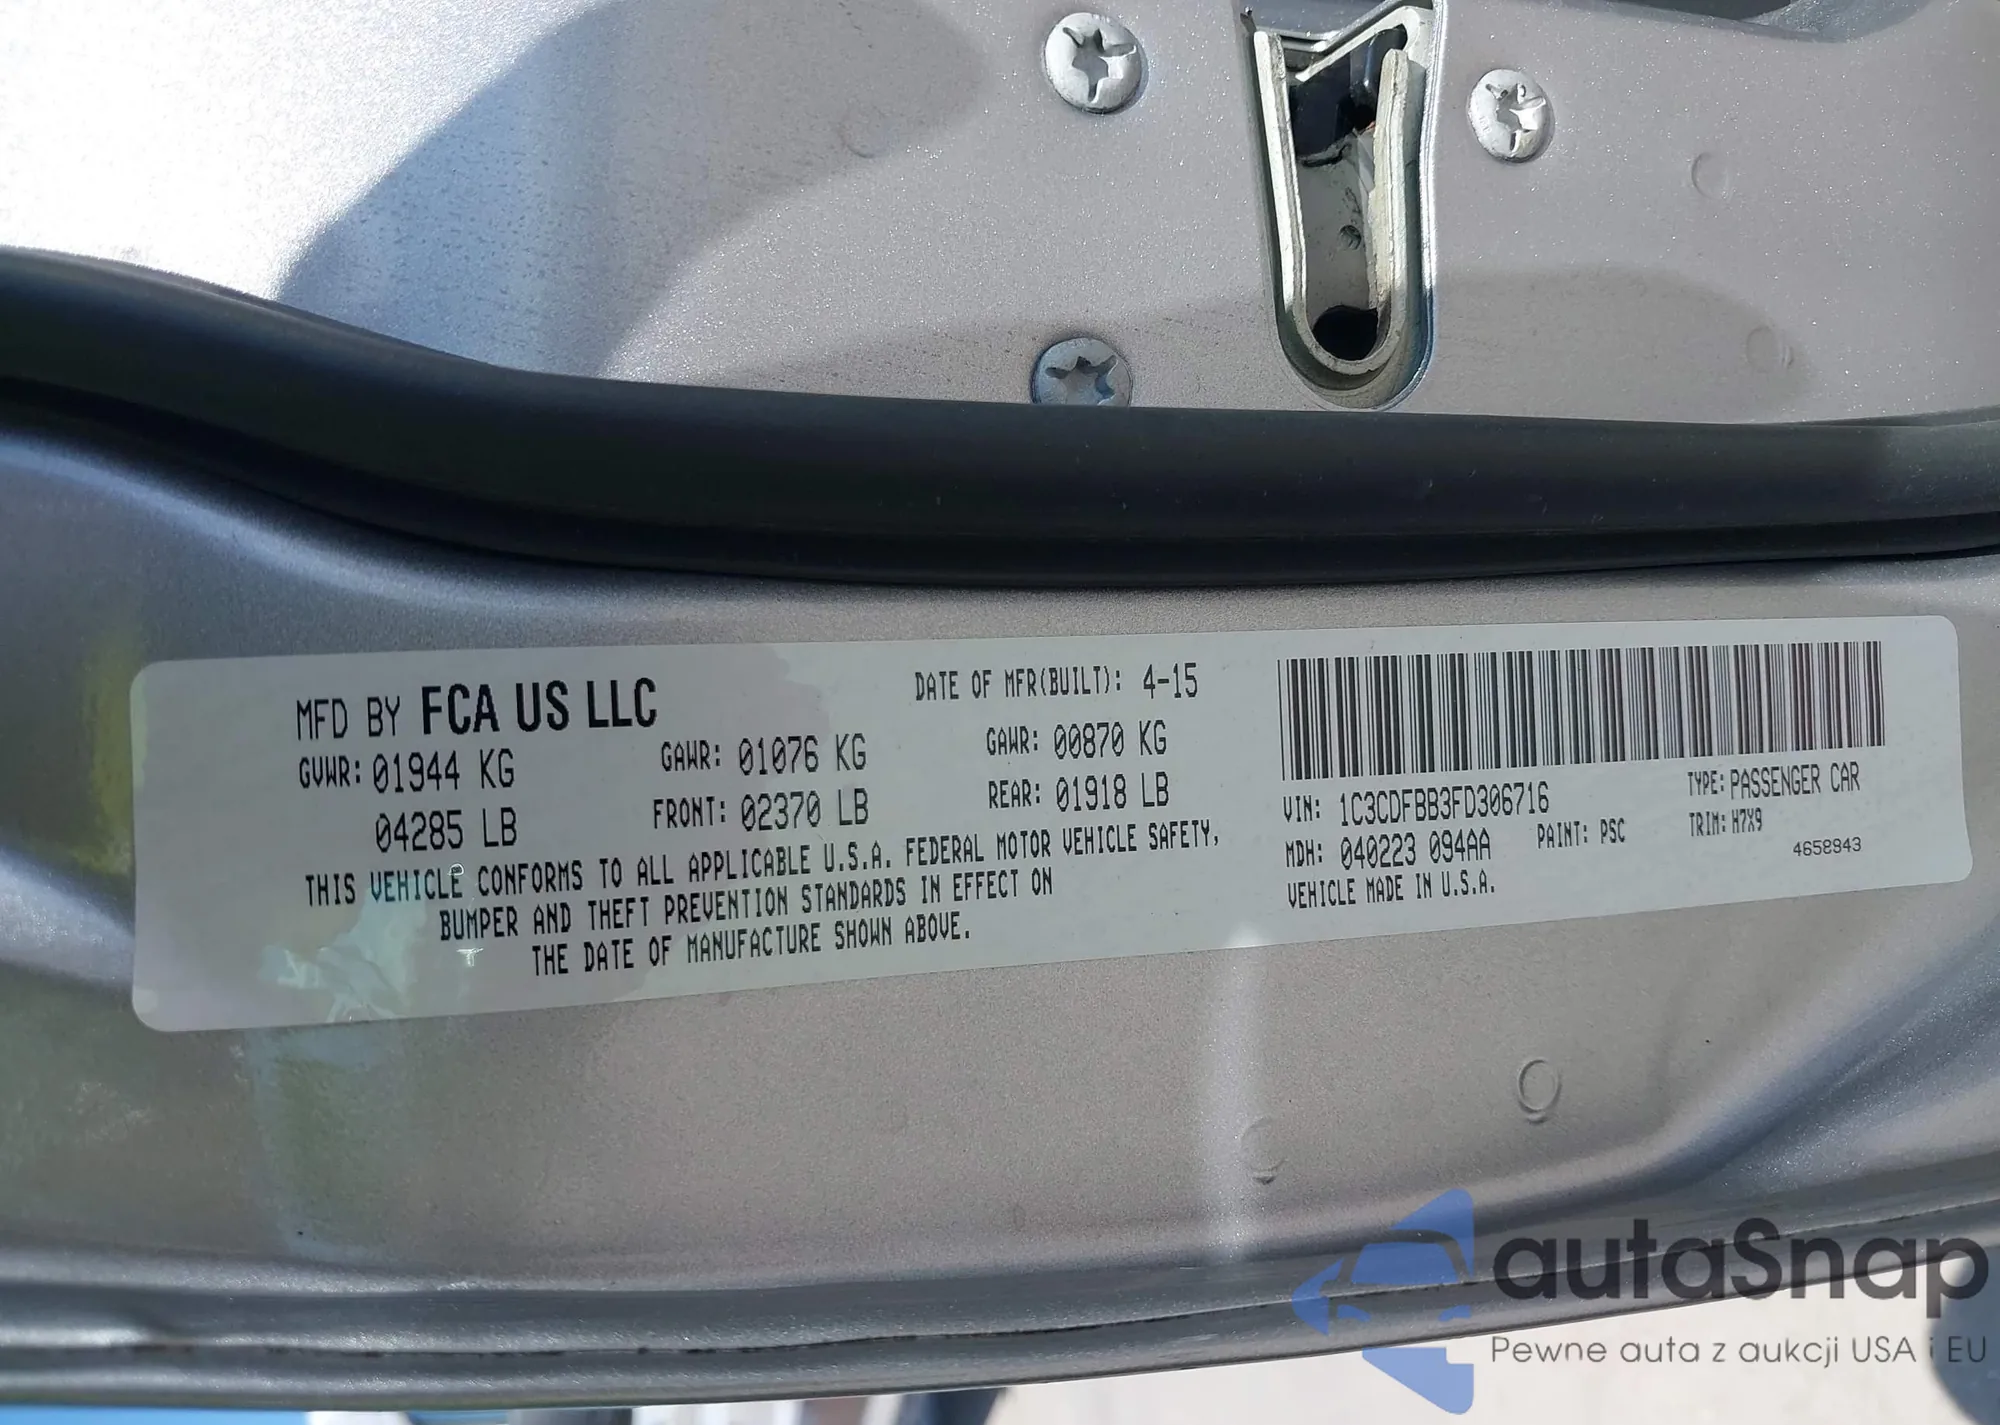 MFD BY FCA US LLC
DATE OF MFR(BUILT): 4-15
GVWR: 01944 KG
04285 LB
GAWR: 01076 KG
FRONT: 02370 LB
GAWR: 00870 KG
REAR: 01918 LB
THIS VEHICLE CONFORMS TO ALL APPLICABLE U.S.A. FEDERAL MOTOR VEHICLE SAFETY,
BUMPER AND THEFT PREVENTION STANDARDS IN EFFECT ON
THE DATE OF MANUFACTURE SHOWN ABOVE.
VIN: 1C3CDFBB3FD306716
TYPE: PASSENGER CAR
MDH: 040223 094AA
PAINT: PSC
TRIM: H7X9
4658943
VEHICLE MADE IN U.S.A.
autaSnap
Pewne auta z aukcji USA i EU